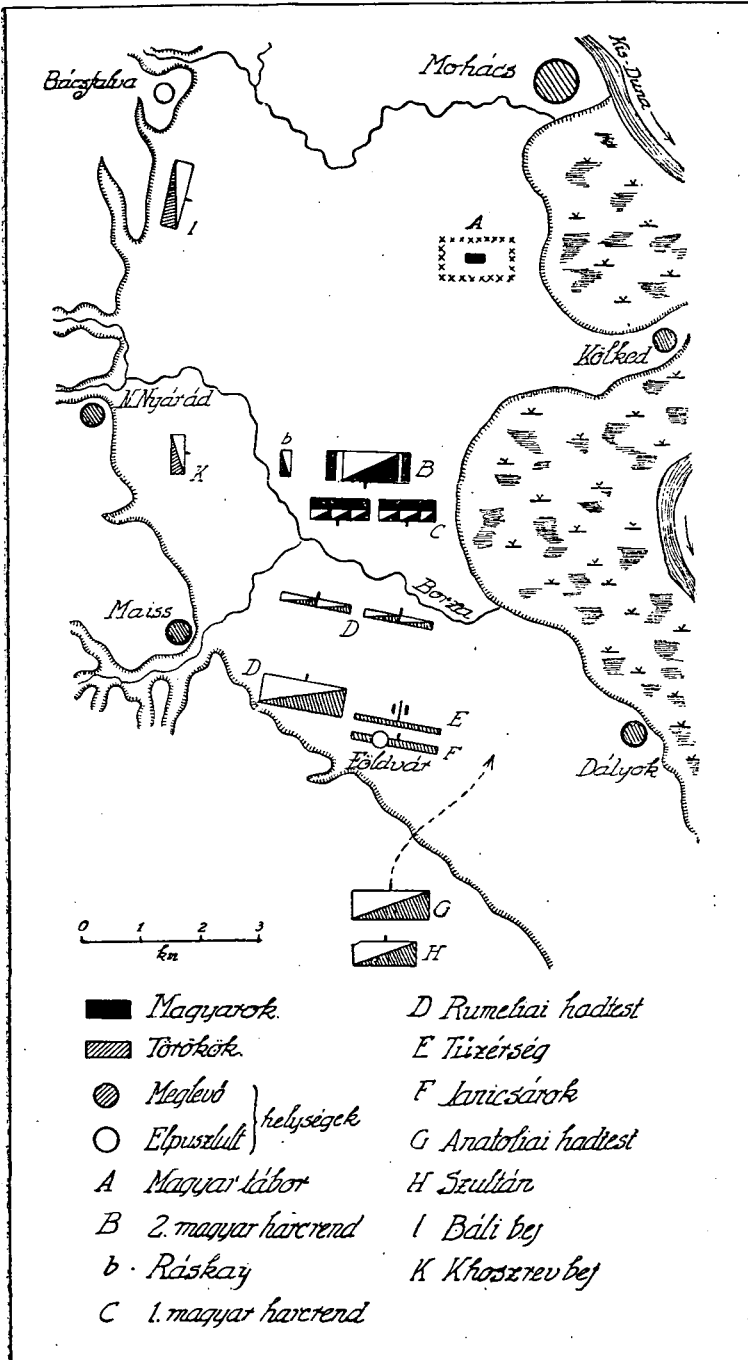 Mohács
Kis-Duna
Bácsfalva
I
A
Kölked
N.Nyárád
K
b
B
C
Borza
Maiss
D
D
E
F
Földvár
Dályok
G
H
0 1 2 3
km
Magyarok.
Törökök.
Meglevő
Elpusztult
helységek
A Magyar tábor
B 2. magyar harcrend
b. Ráskay
C 1. magyar harcrend
D Rumeliai hadtest
E Tüzérség
F Janicsárok
G Anatoliai hadtest
H Szultán
I Báli bej
K Khoszrev bej